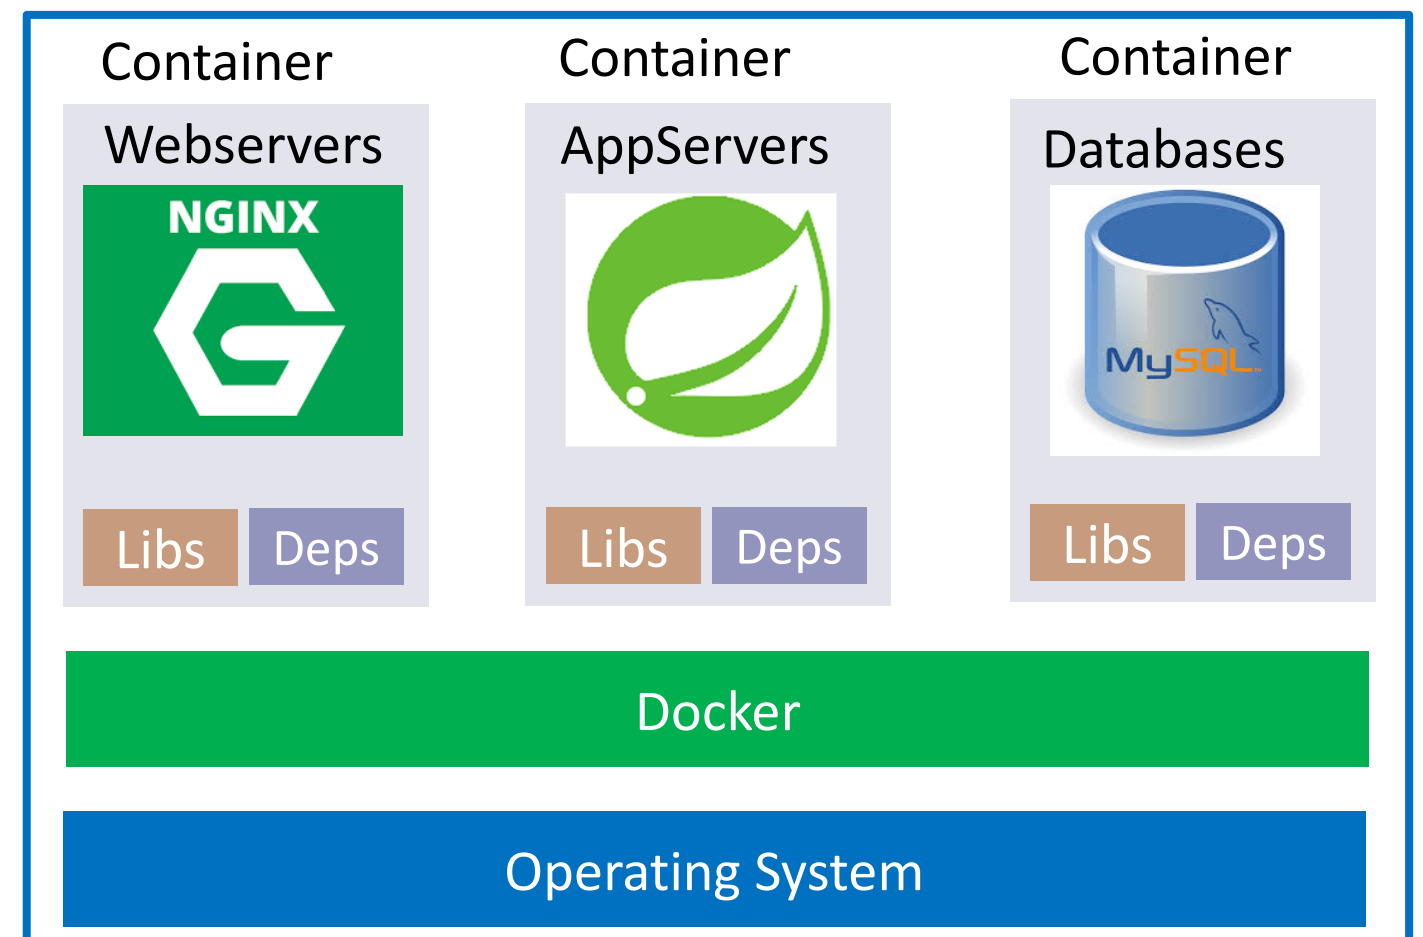 Container
Webservers
NGINX
Libs
Deps
Container
AppServers
Libs
Deps
Container
Databases
MySQL
Libs
Deps
Docker
Operating System